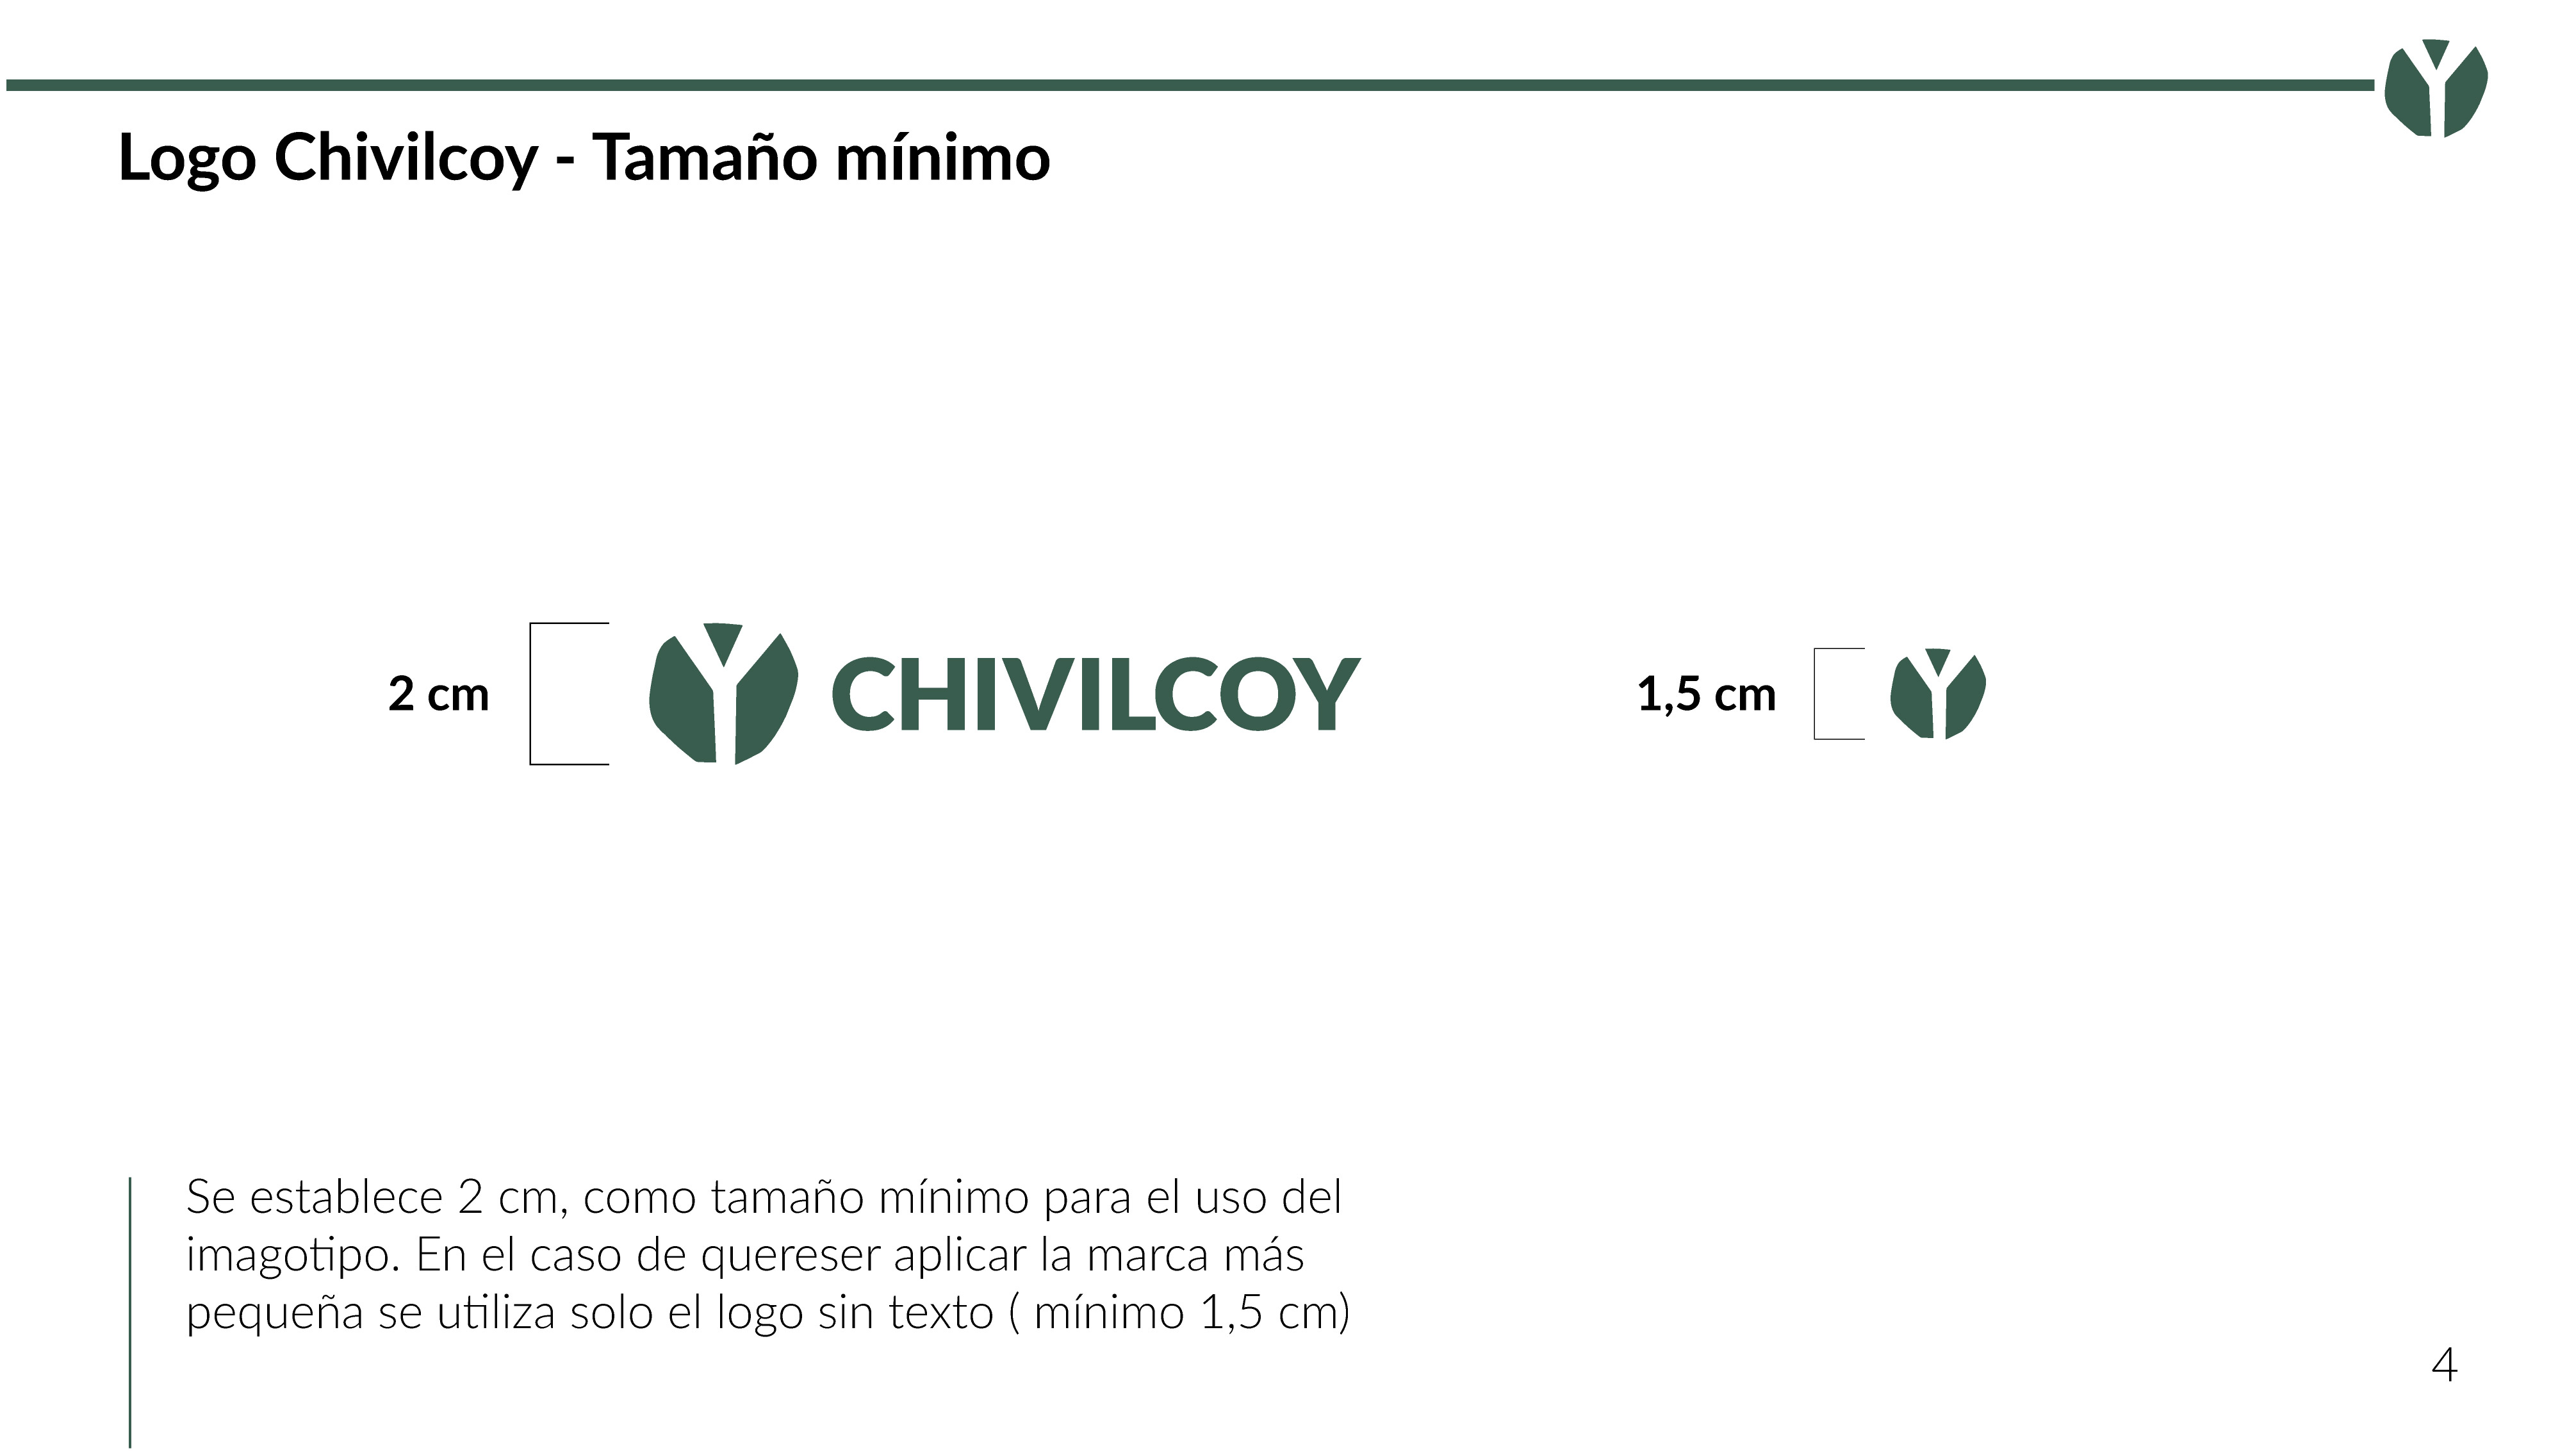 Logo Chivilcoy - Tamaño mínimo
2 cm
CHIVILCOY
1,5 cm
Se establece 2 cm, como tamaño mínimo para el uso del
imagotipo. En el caso de quereser aplicar la marca más
pequeña se utiliza solo el logo sin texto ( mínimo 1,5 cm)
4